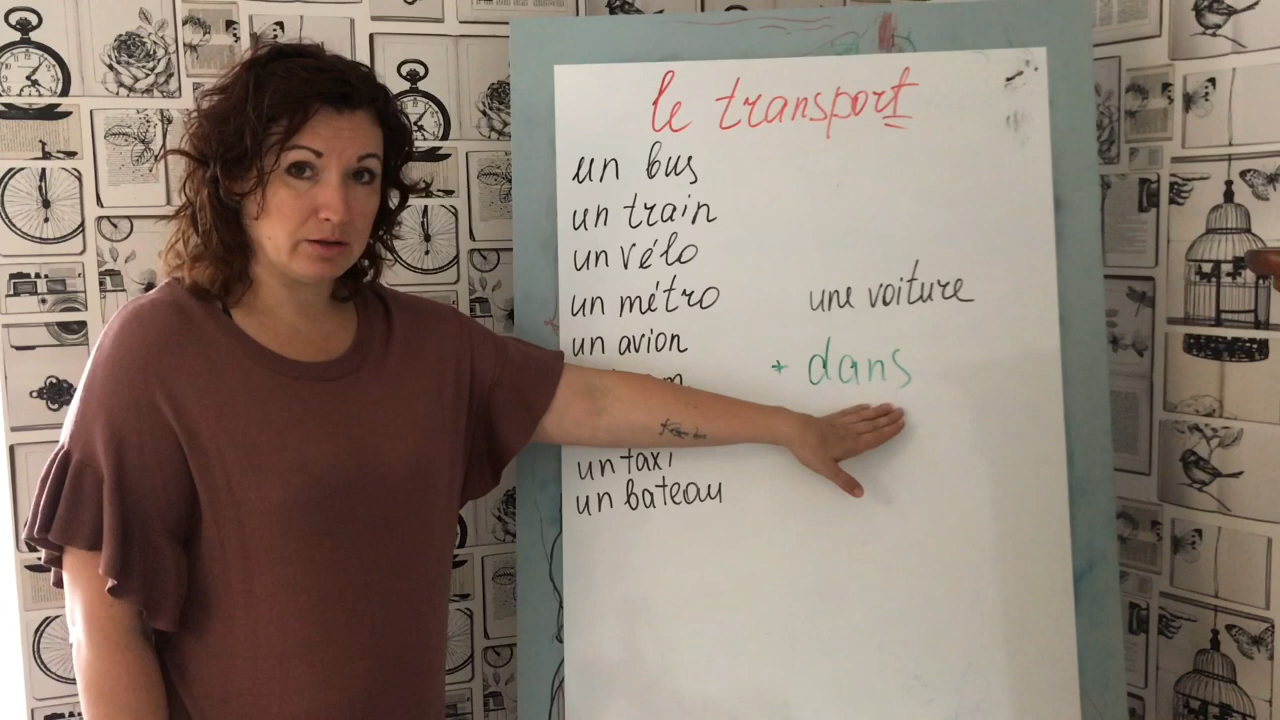 le transport
un bus
un train
un vélo
un métro
un avion
un taxi
un bateau
une voiture
+ dans